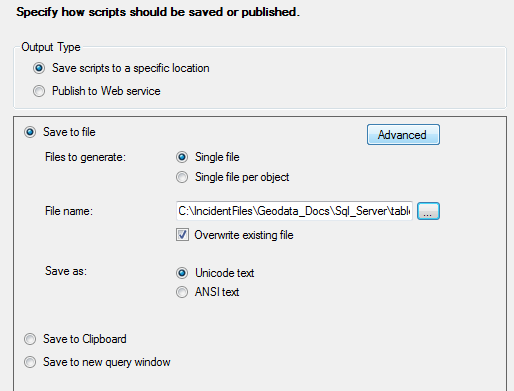 Specify how scripts should be saved or published.
Output Type
Save scripts to a specific location
Publish to Web service
Save to file
Advanced
Files to generate:
Single file
Single file per object
File name:
C:\IncidentFiles\Geodata_Docs\Sql_Server\table
...
Overwrite existing file
Save as:
Unicode text
ANSI text
Save to Clipboard
Save to new query window